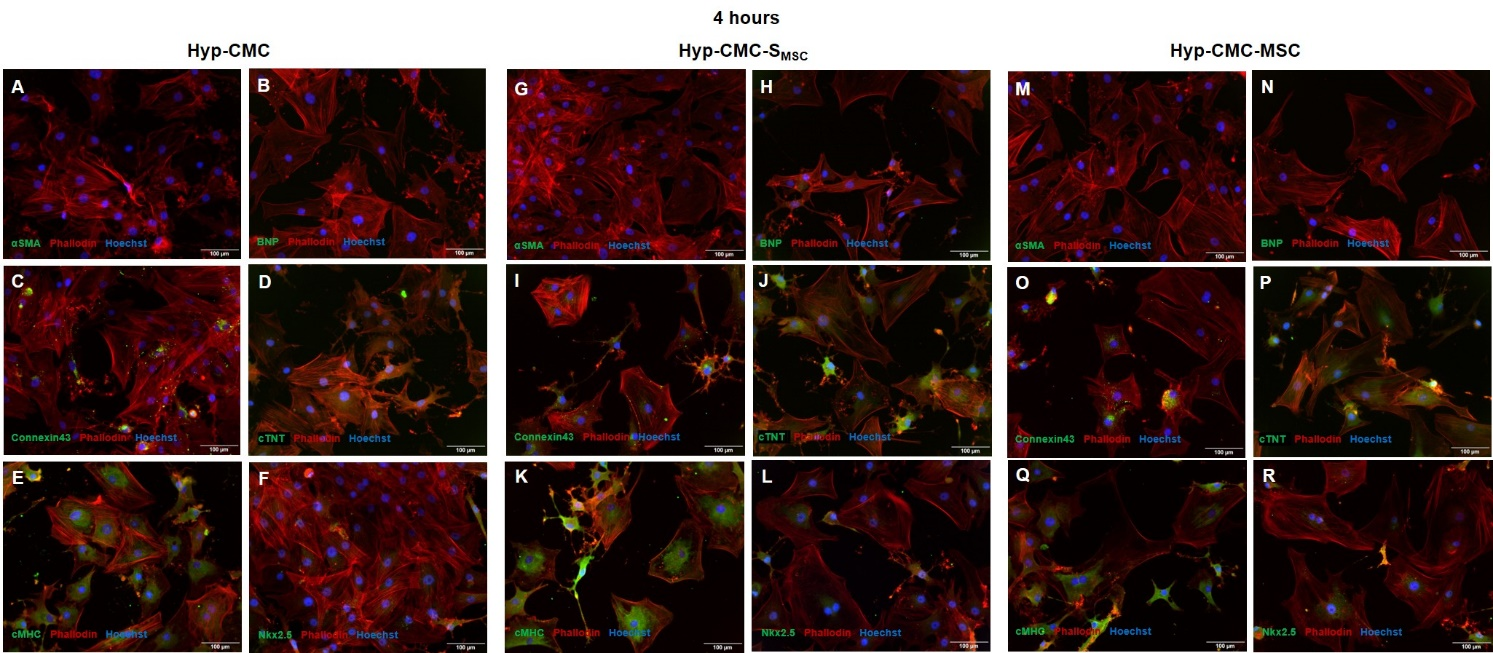 4 hours
Hyp-CMC Hyp-CMC-SMSC Hyp-CMC-MSC
A B G H M N
αSMA Phallodin Hoechst 100 µm BNP Phallodin Hoechst 100 µm αSMA Phallodin Hoechst 100 µm BNP Phallodin Hoechst 100 µm αSMA Phallodin Hoechst 100 µm BNP Phallodin Hoechst 100 µm
C D I J O P
Connexin43 Phallodin Hoechst 100 µm cTNT Phallodin Hoechst 100 µm Connexin43 Phallodin Hoechst 100 µm cTNT Phallodin Hoechst 100 µm Connexin43 Phallodin Hoechst 100 µm cTNT Phallodin Hoechst 100 µm
E F K L Q R
cMHC Phallodin Hoechst 100 µm Nkx2.5 Phallodin Hoechst 100 µm cMHC Phallodin Hoechst 100 µm Nkx2.5 Phallodin Hoechst 100 µm cMHC Phallodin Hoechst 100 µm Nkx2.5 Phallodin Hoechst 100 µm